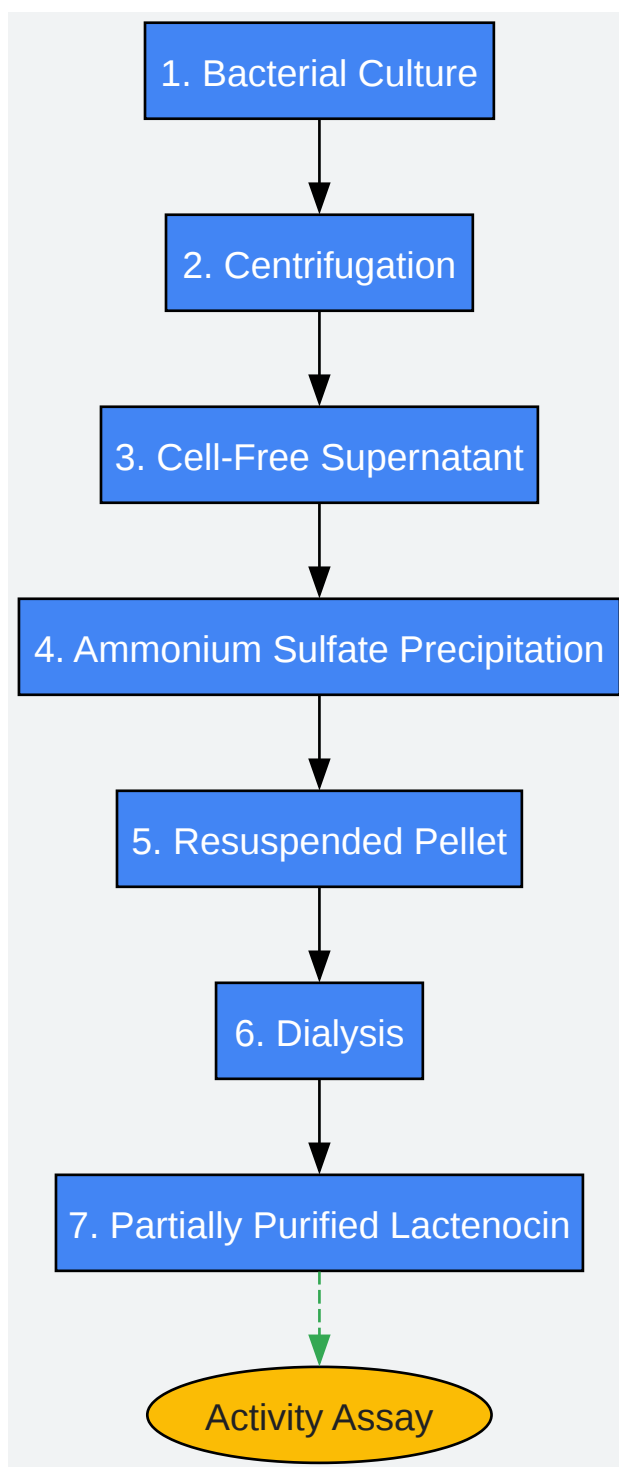 1. Bacterial Culture
2. Centrifugation
3. Cell-Free Supernatant
4. Ammonium Sulfate Precipitation
5. Resuspended Pellet
6. Dialysis
7. Partially Purified Lactenocin
Activity Assay